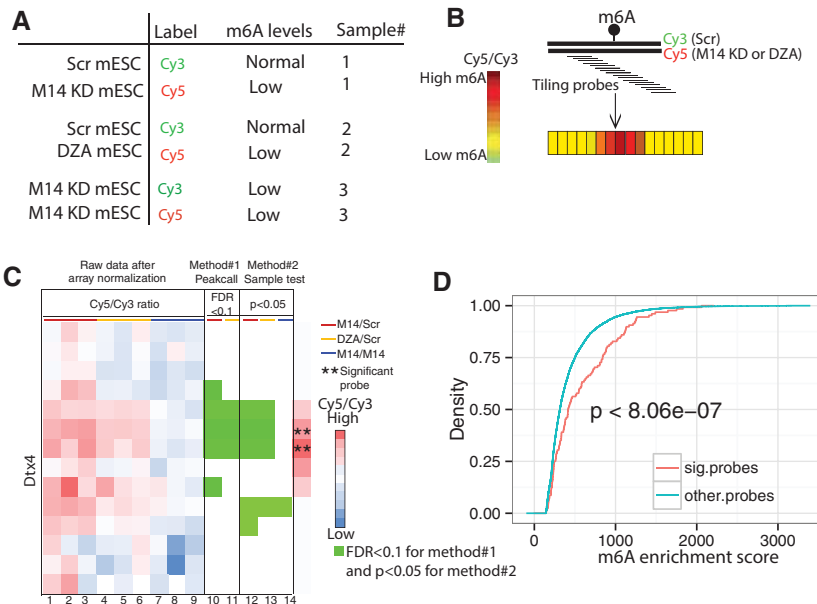 A
Label m6A levels Sample#
Scr mESC Cy3 Normal 1
M14 KD mESC Cy5 Low 1
Scr mESC Cy3 Normal 2
DZA mESC Cy5 Low 2
M14 KD mESC Cy3 Low 3
M14 KD mESC Cy5 Low 3
B
m6A
Cy3 (Scr)
Cy5 (M14 KD or DZA)
Cy5/Cy3
High m6A
Low m6A
Tiling probes
C
Raw data after
array normalization
Method#1
Peakcall
Method#2
Sample test
Cy5/Cy3 ratio
FDR
<0.1
p<0.05
M14/Scr
DZA/Scr
M14/M14
**Significant
probe
Cy5/Cy3
High
Low
**
**
Dtx4
1 2 3 4 5 6 7 8 9 10 11 12 13 14
FDR<0.1 for method#1
and p<0.05 for method#2
D
Density
1.00
0.75
0.50
0.25
0.00
p < 8.06e−07
sig.probes
other.probes
0 1000 2000 3000
m6A enrichment score